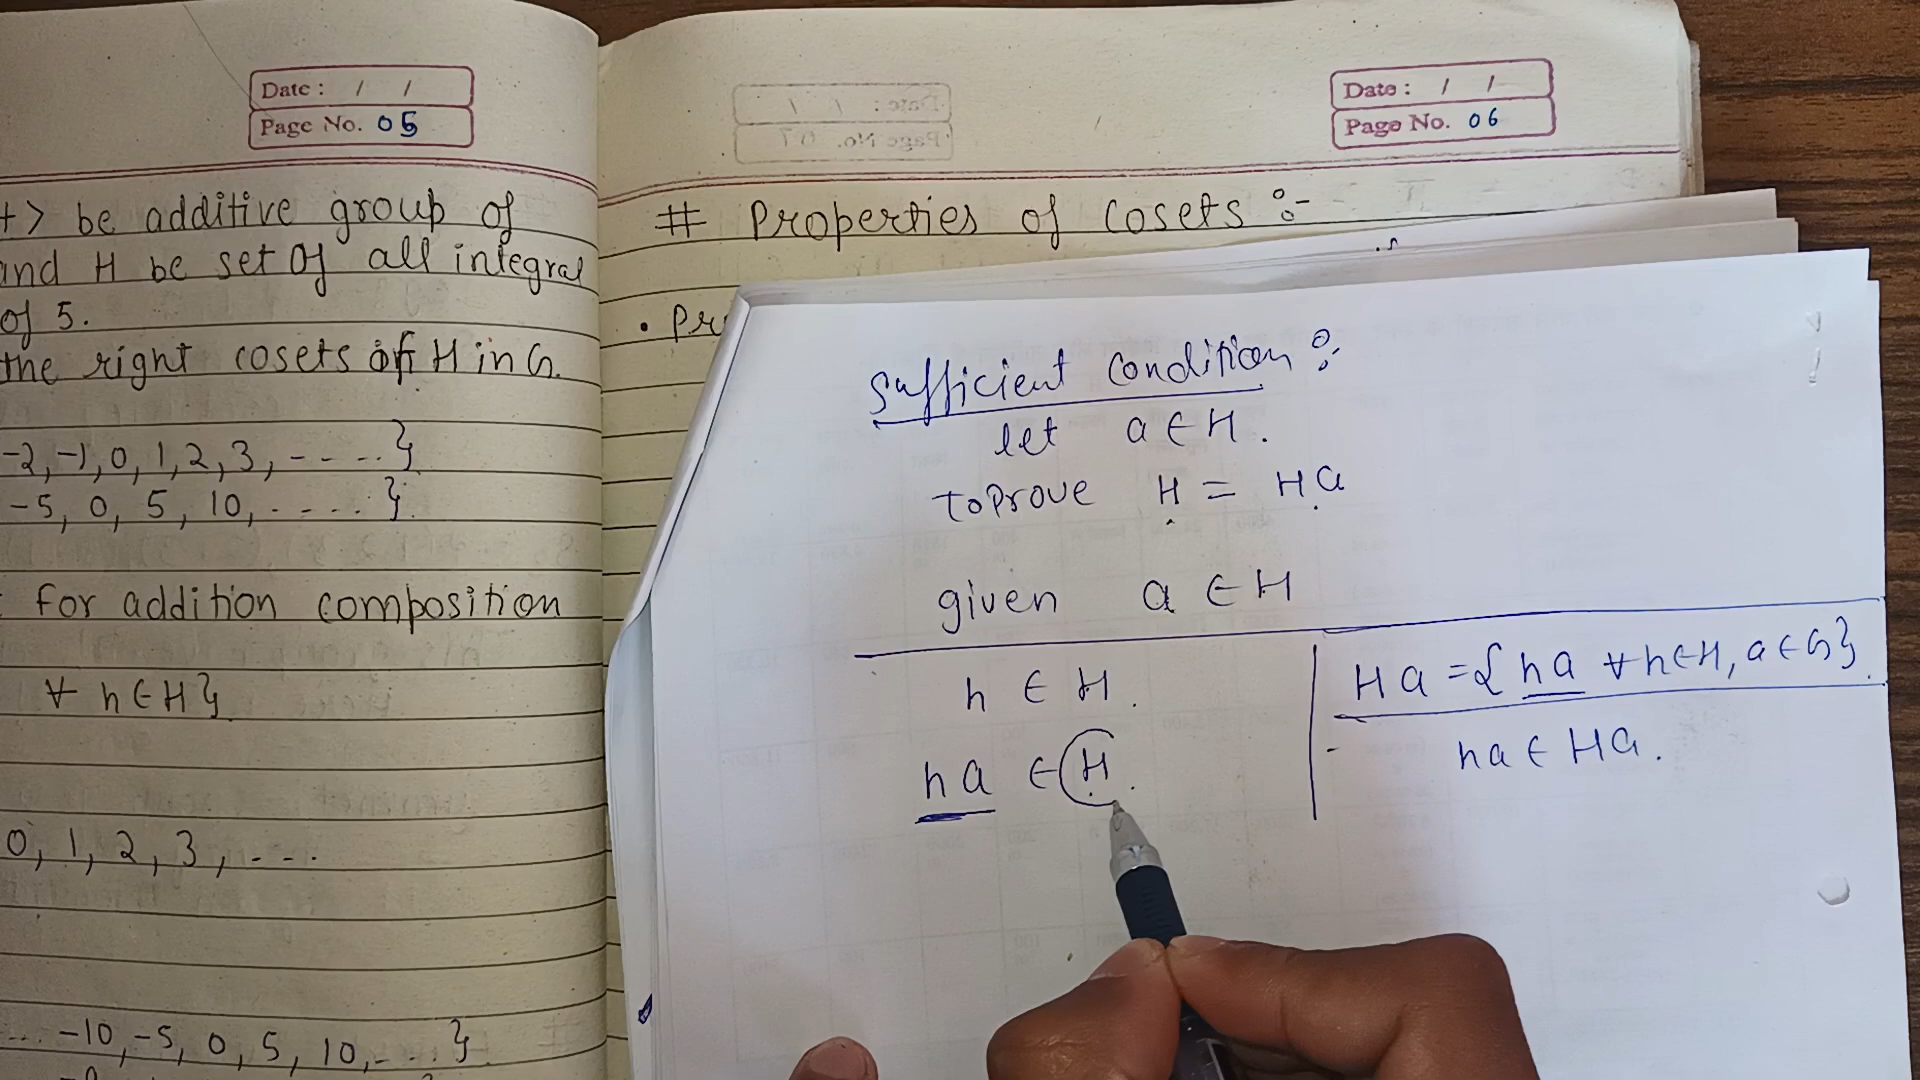 Date : / /
Page No. 05
+> be additive group of
and H be set of all integral
of 5.
the right cosets of H in G.
-2, -1, 0, 1, 2, 3, - - - - }
-5, 0, 5, 10, - - - - }.
for addition composition
∀ h ∈ H}
0, 1, 2, 3, - - -
... -10, -5, 0, 5, 10, - - }
Date : / /
Page No. 06
# Properties of Cosets :-
• Pr
Sufficient Condition :-
let a ∈ H.
to prove H = Ha
given a ∈ H
h ∈ H.
ha ∈ H.
Ha = {ha ∀ h ∈ H, a ∈ G}.
ha ∈ Ha.